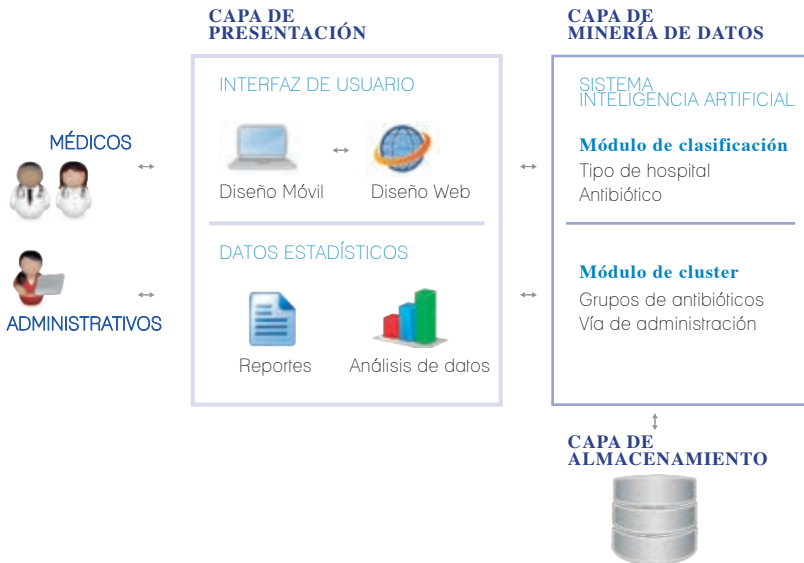 CAPA DE
PRESENTACIÓN
CAPA DE
MINERÍA DE DATOS
MÉDICOS
ADMINISTRATIVOS
INTERFAZ DE USUARIO
Diseño Móvil
Diseño Web
DATOS ESTADÍSTICOS
Reportes
Análisis de datos
SISTEMA
INTELIGENCIA ARTIFICIAL
Módulo de clasificación
Tipo de hospital
Antibiótico
Módulo de cluster
Grupos de antibióticos
Vía de administración
CAPA DE
ALMACENAMIENTO